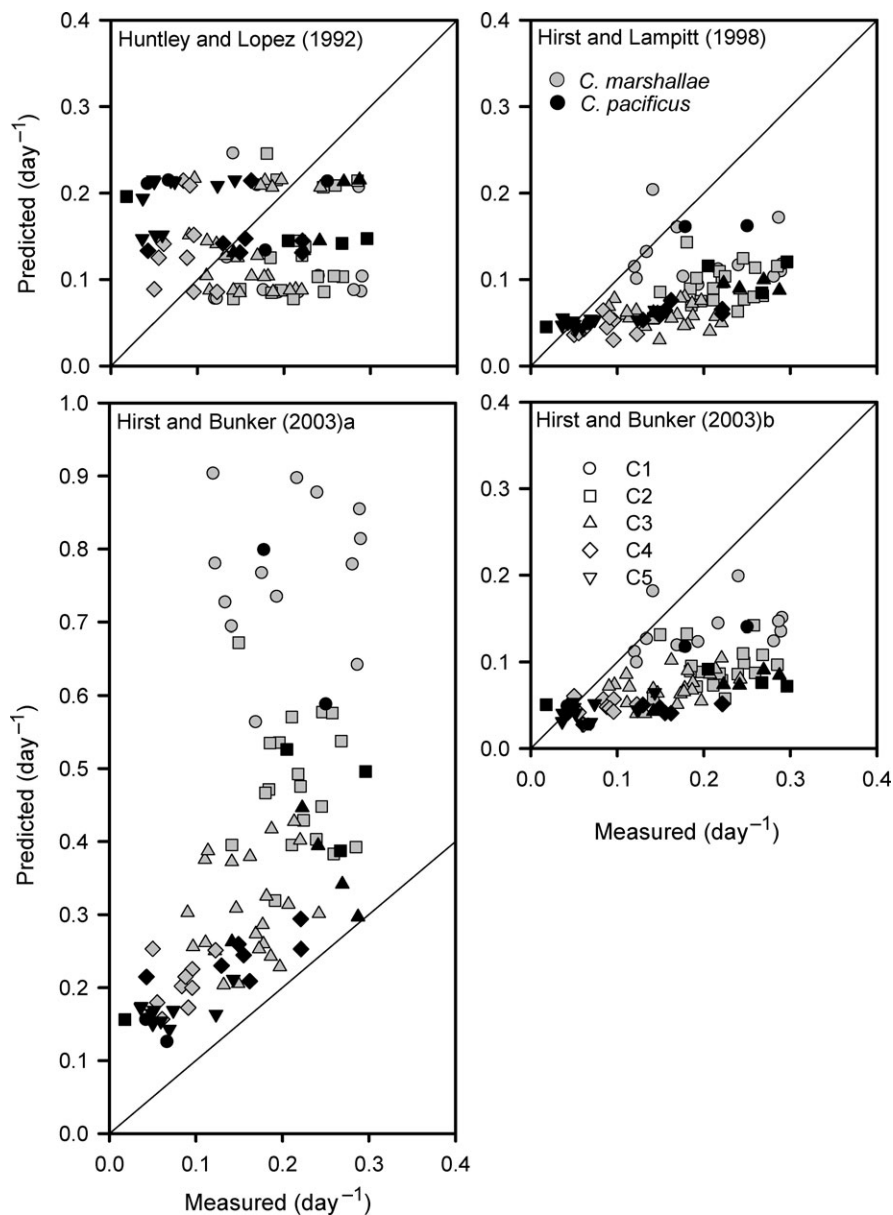 Huntley and Lopez (1992)
0.4
0.3
0.2
0.1
0.0
Predicted (day−1)
Hirst and Lampitt (1998)
C. marshallae
C. pacificus
0.4
0.3
0.2
0.1
0.0
Hirst and Bunker (2003)a
1.0
0.9
0.8
0.7
0.6
0.5
0.4
0.3
0.2
0.1
0.0
Predicted (day−1)
0.0 0.1 0.2 0.3 0.4
Measured (day−1)
Hirst and Bunker (2003)b
C1
C2
C3
C4
C5
0.4
0.3
0.2
0.1
0.0
0.0 0.1 0.2 0.3 0.4
Measured (day−1)